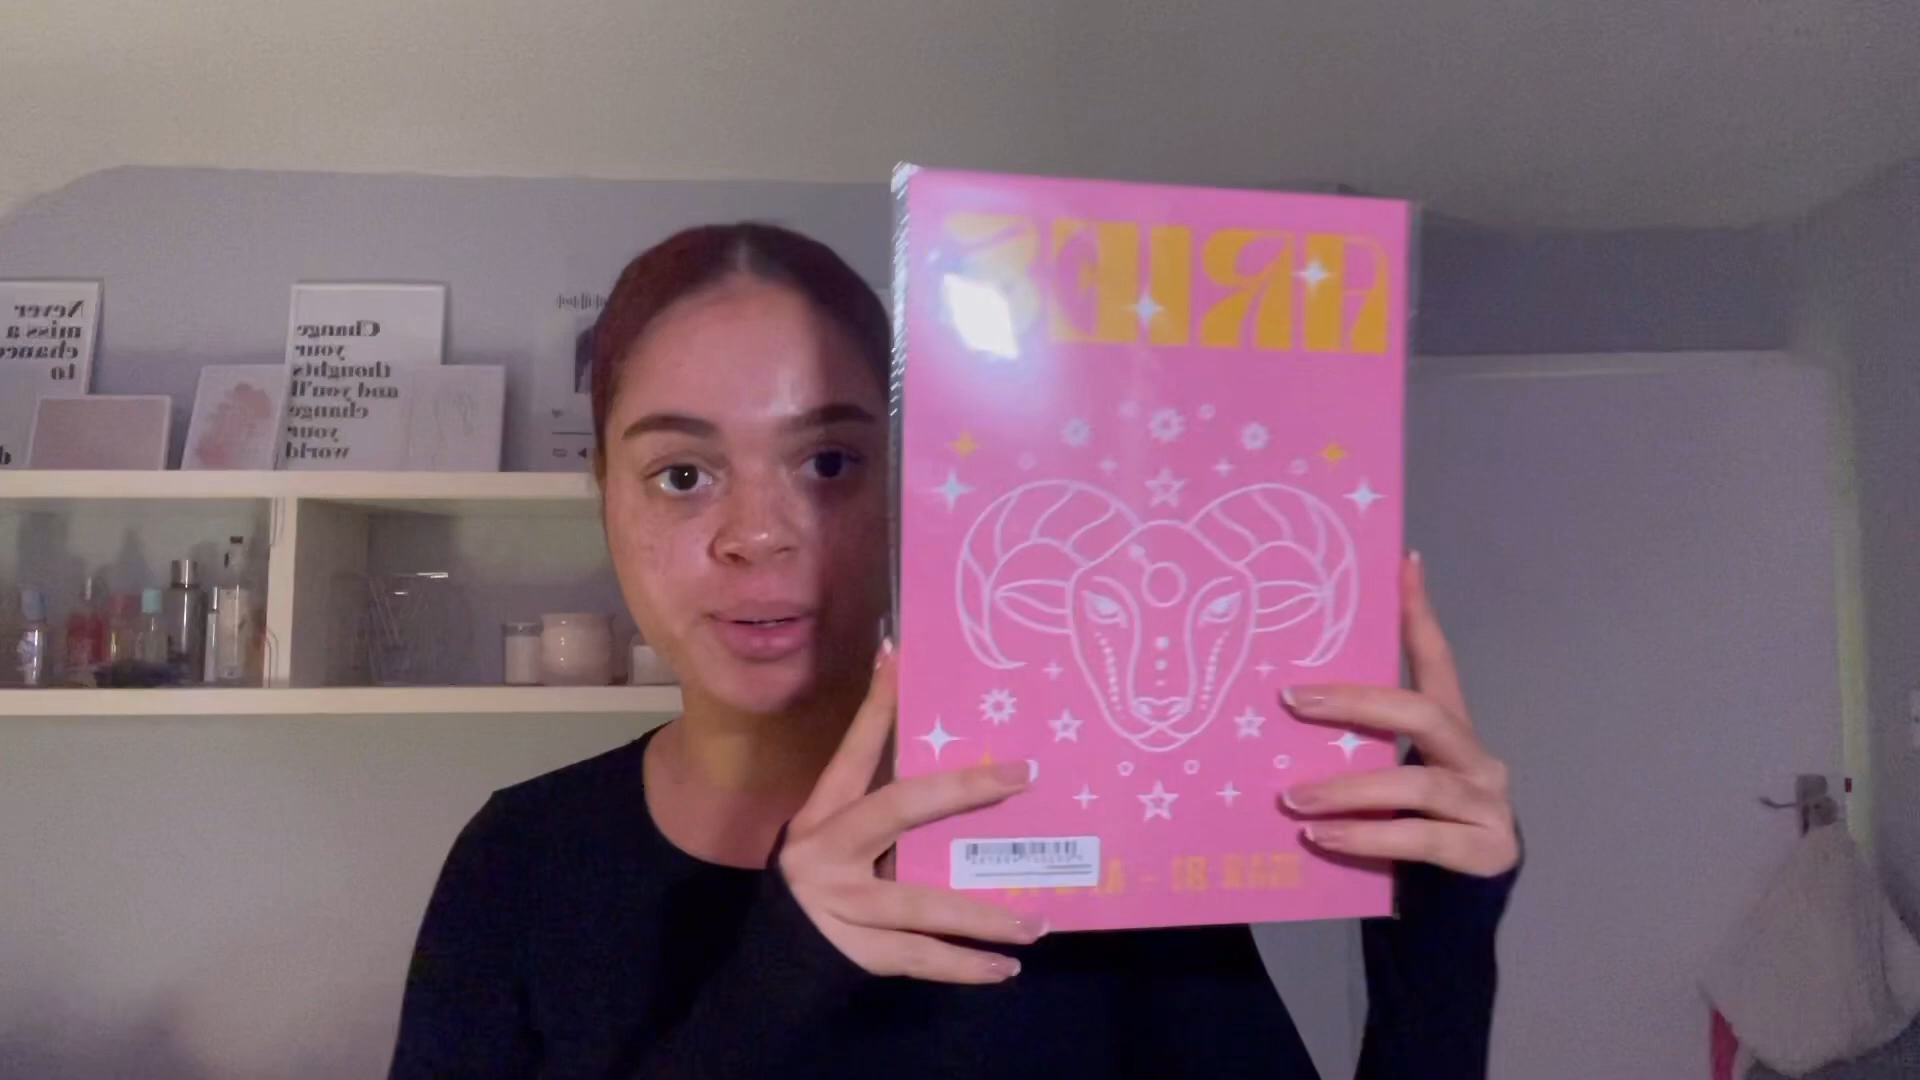 Never
miss a
chance
to
Change
your
thoughts
and you'll
change
your
world
ARIES